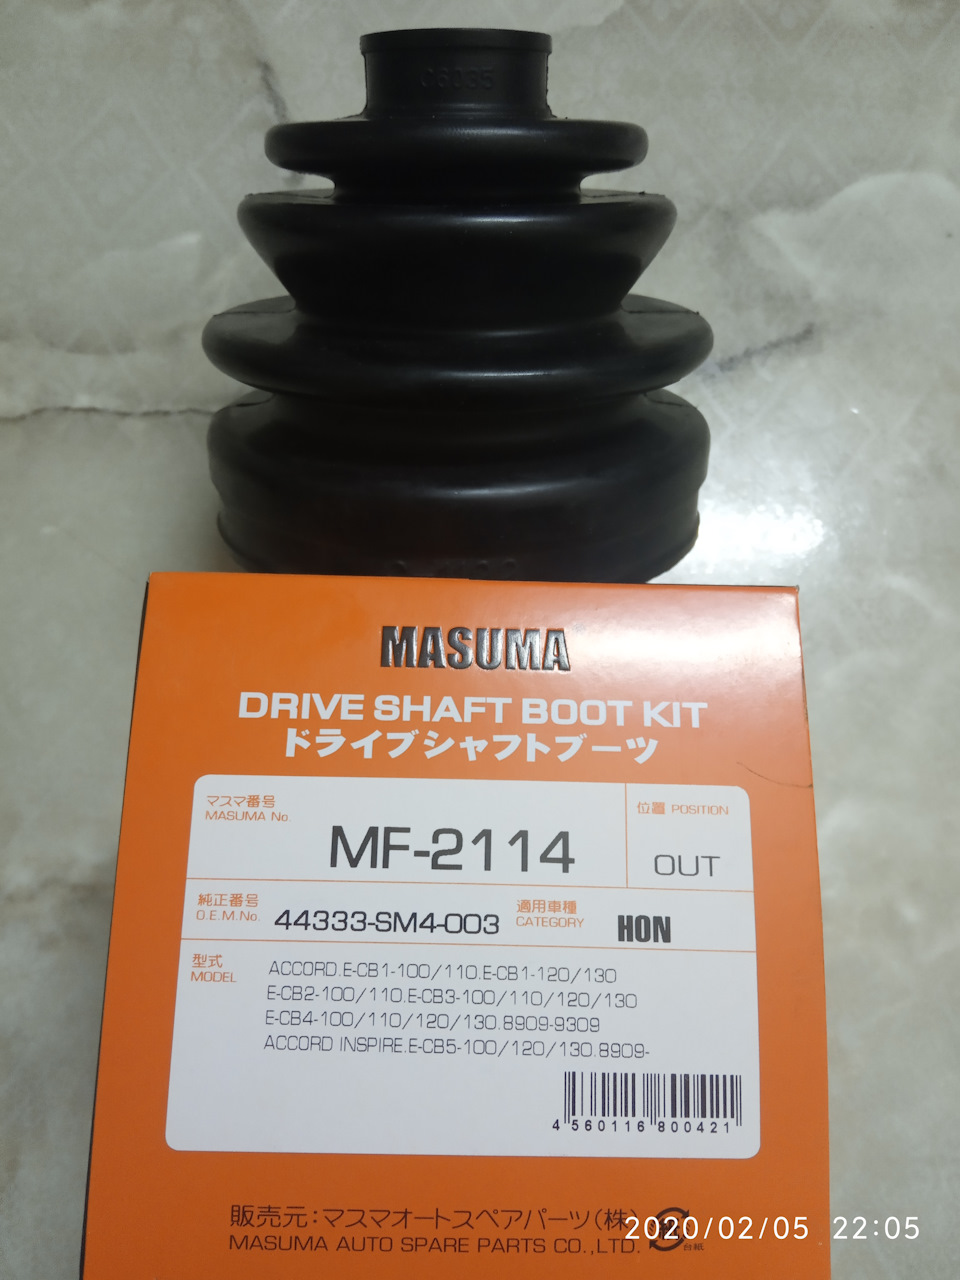 06035
MASUMA
DRIVE SHAFT BOOT KIT
ドライブシャフトブーツ
マスマ番号
MASUMA No.
MF-2114
位置 POSITION
OUT
純正番号
O.E.M.No.
44333-SM4-003
適用車種
CATEGORY
HON
型式
MODEL
ACCORD.E-CB1-100/110.E-CB1-120/130
E-CB2-100/110.E-CB3-100/110/120/130
E-CB4-100/110/120/130.8909-9309
ACCORD INSPIRE.E-CB5-100/120/130.8909-
4 560116 800421
販売元:マスマオートスペアパーツ(株)
MASUMA AUTO SPARE PARTS CO.,LTD.
台紙
2020/02/05 22:05